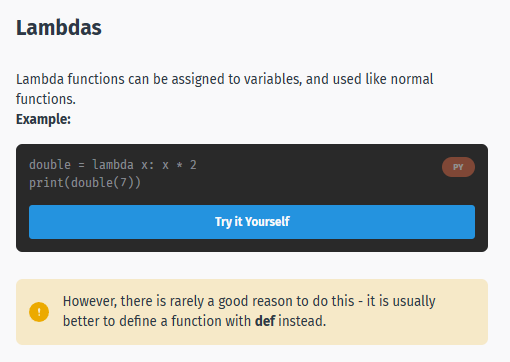 Lambdas
Lambda functions can be assigned to variables, and used like normal
functions.
Example:
double = lambda x: x * 2
PY
print(double(7))
Try it Yourself
!
However, there is rarely a good reason to do this - it is usually
better to define a function with def instead.